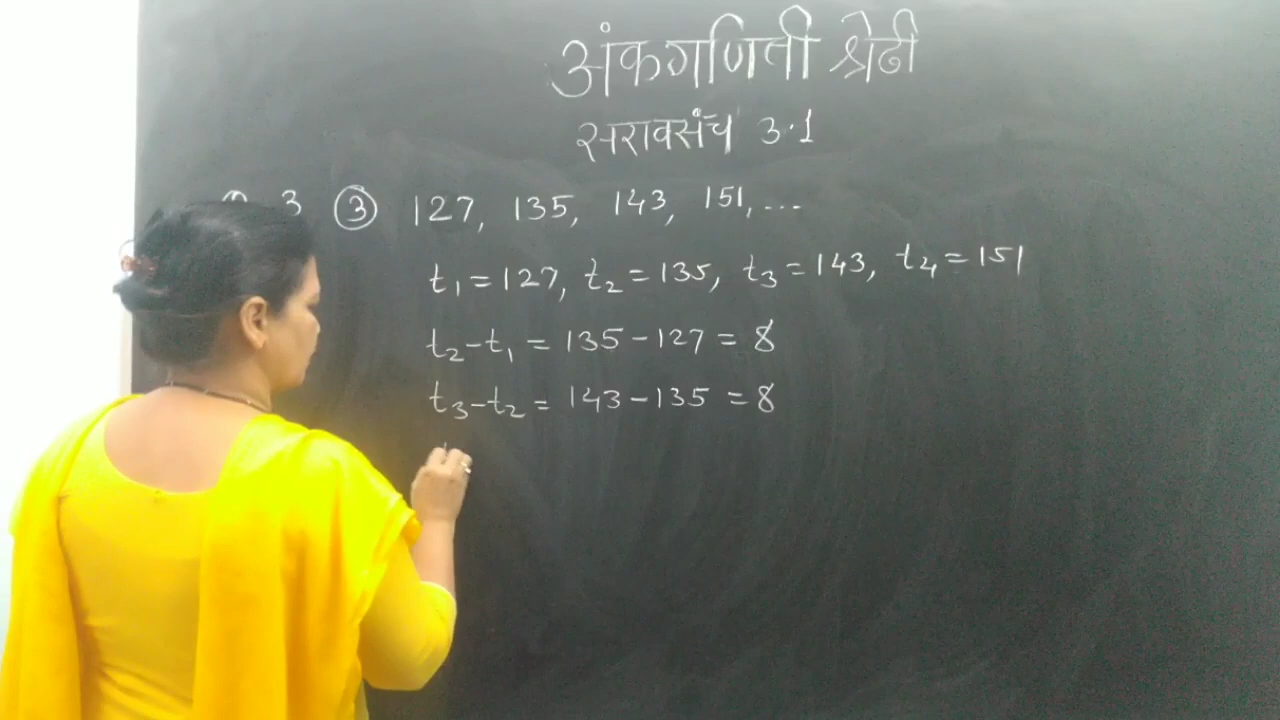 अंकगणिती श्रेढी
सरावसंच 3.1
3 ③ 127, 135, 143, 151, ...
t₁ = 127, t₂ = 135, t₃ = 143, t₄ = 151
t₂ - t₁ = 135 - 127 = 8
t₃ - t₂ = 143 - 135 = 8